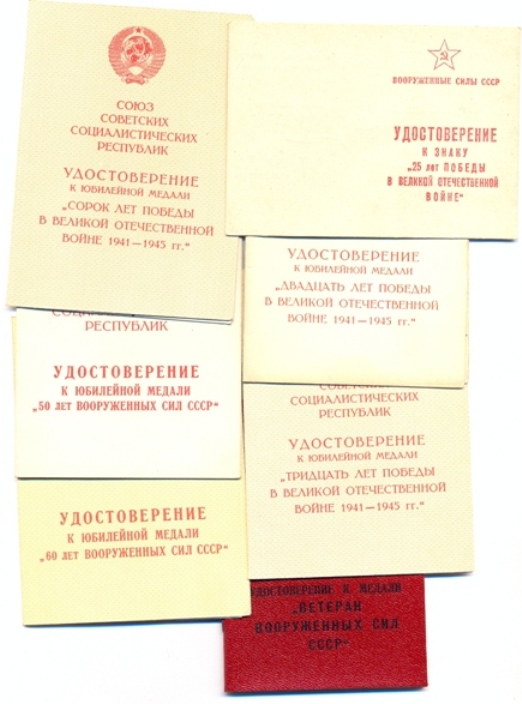 СОЮЗ
СОВЕТСКИХ
СОЦИАЛИСТИЧЕСКИХ
РЕСПУБЛИК
УДОСТОВЕРЕНИЕ
К ЮБИЛЕЙНОЙ МЕДАЛИ
„СОРОК ЛЕТ ПОБЕДЫ
В ВЕЛИКОЙ ОТЕЧЕСТВЕННОЙ
ВОЙНЕ 1941—1945 гг.“
ВООРУЖЕННЫЕ СИЛЫ СССР
УДОСТОВЕРЕНИЕ
К ЗНАКУ
„25 лет ПОБЕДЫ
В ВЕЛИКОЙ ОТЕЧЕСТВЕННОЙ
ВОЙНЕ“
УДОСТОВЕРЕНИЕ
К ЮБИЛЕЙНОЙ МЕДАЛИ
„ДВАДЦАТЬ ЛЕТ ПОБЕДЫ
В ВЕЛИКОЙ ОТЕЧЕСТВЕННОЙ
ВОЙНЕ 1941—1945 гг.“
СОЦИАЛИСТИЧЕСКИХ
РЕСПУБЛИК
УДОСТОВЕРЕНИЕ
К ЮБИЛЕЙНОЙ МЕДАЛИ
„50 ЛЕТ ВООРУЖЕННЫХ СИЛ СССР“
СОВЕТСКИХ
СОЦИАЛИСТИЧЕСКИХ
РЕСПУБЛИК
УДОСТОВЕРЕНИЕ
К ЮБИЛЕЙНОЙ МЕДАЛИ
„ТРИДЦАТЬ ЛЕТ ПОБЕДЫ
В ВЕЛИКОЙ ОТЕЧЕСТВЕННОЙ
ВОЙНЕ 1941—1945 гг.“
УДОСТОВЕРЕНИЕ
К ЮБИЛЕЙНОЙ МЕДАЛИ
„60 ЛЕТ ВООРУЖЕННЫХ СИЛ СССР“
УДОСТОВЕРЕНИЕ К МЕДАЛИ
„ВЕТЕРАН
ВООРУЖЕННЫХ СИЛ
СССР“